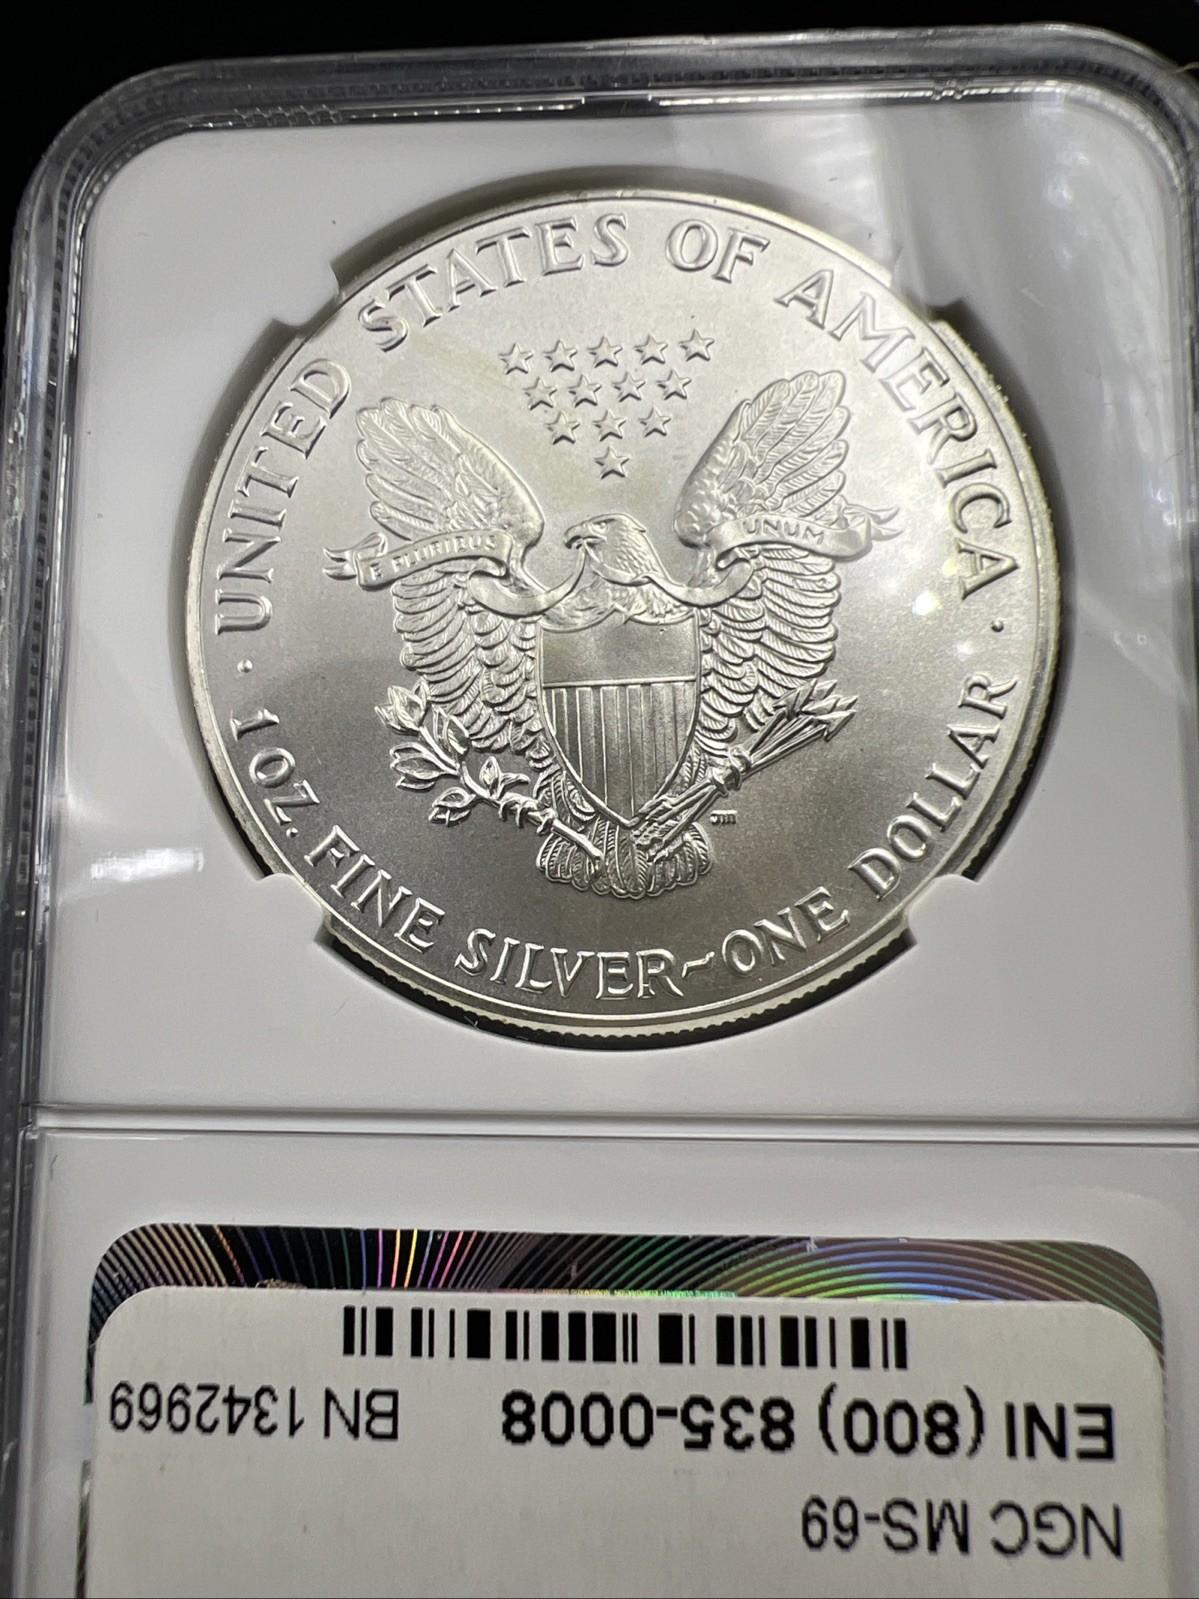 UNITED STATES OF AMERICA
E PLURIBUS UNUM
JM
1 OZ. FINE SILVER~ONE DOLLAR
NGC MS-69
ENI (800) 835-0008 BN 1342969